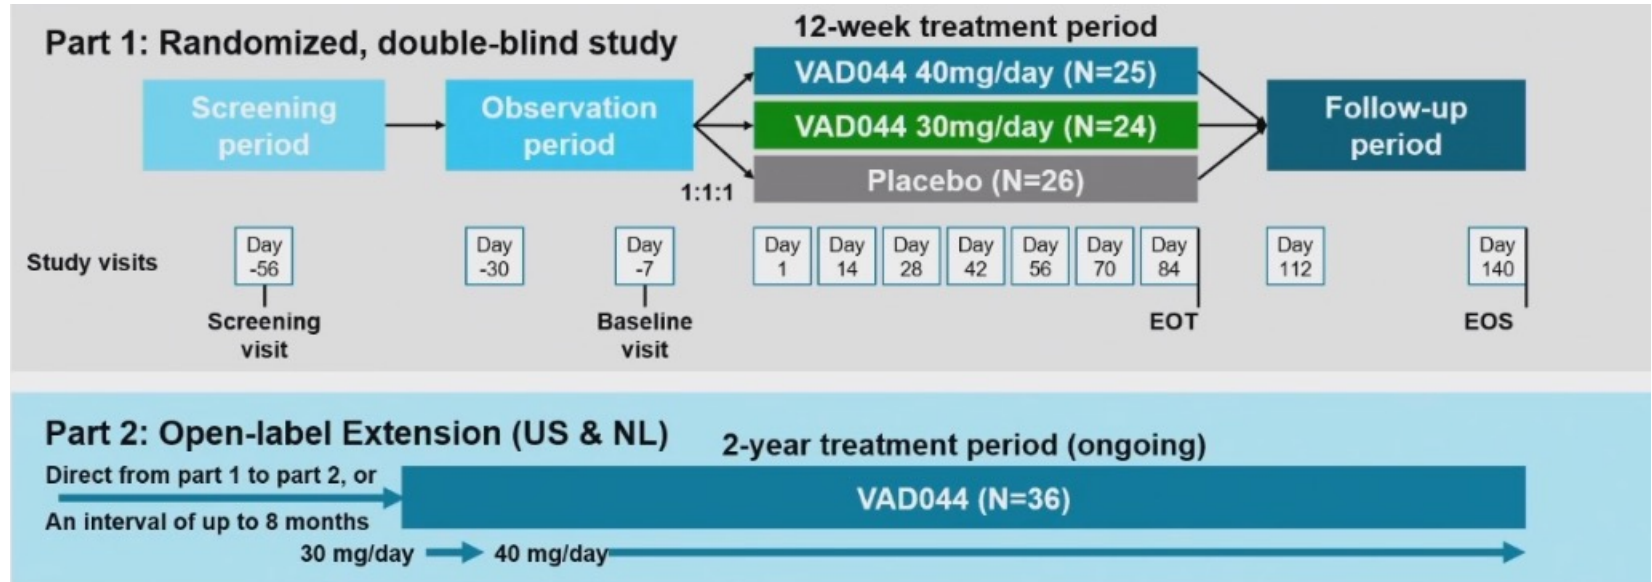 Part 1: Randomized, double-blind study
12-week treatment period
Screening
period
Observation
period
1:1:1
VAD044 40mg/day (N=25)
VAD044 30mg/day (N=24)
Placebo (N=26)
Follow-up
period
Study visits
Day
-56
Day
-30
Day
-7
Day
1
Day
14
Day
28
Day
42
Day
56
Day
70
Day
84
Day
112
Day
140
Screening
visit
Baseline
visit
EOT
EOS
Part 2: Open-label Extension (US & NL)
2-year treatment period (ongoing)
Direct from part 1 to part 2, or
An interval of up to 8 months
VAD044 (N=36)
30 mg/day
40 mg/day